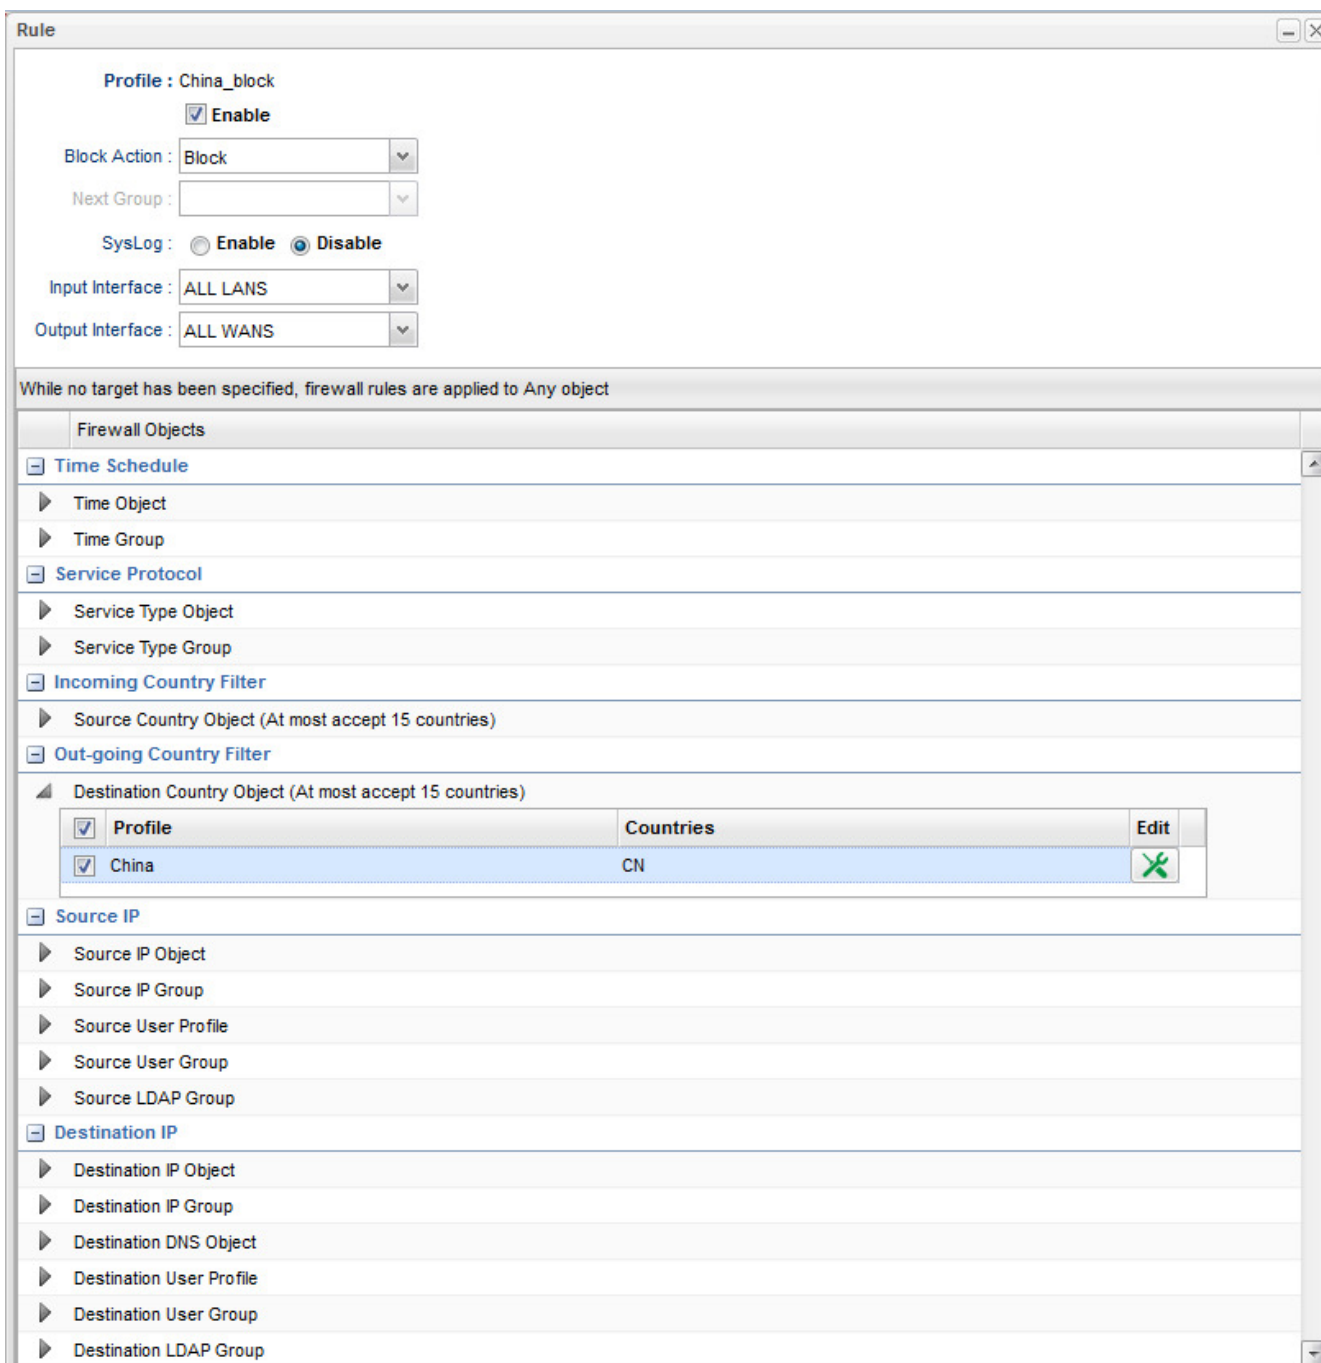 Rule
Profile : China_block
Enable
Block Action : Block
Next Group :
SysLog : Enable Disable
Input Interface : ALL LANS
Output Interface : ALL WANS
While no target has been specified, firewall rules are applied to Any object
Firewall Objects
Time Schedule
Time Object
Time Group
Service Protocol
Service Type Object
Service Type Group
Incoming Country Filter
Source Country Object (At most accept 15 countries)
Out-going Country Filter
Destination Country Object (At most accept 15 countries)
Profile Countries Edit
China CN
Source IP
Source IP Object
Source IP Group
Source User Profile
Source User Group
Source LDAP Group
Destination IP
Destination IP Object
Destination IP Group
Destination DNS Object
Destination User Profile
Destination User Group
Destination LDAP Group